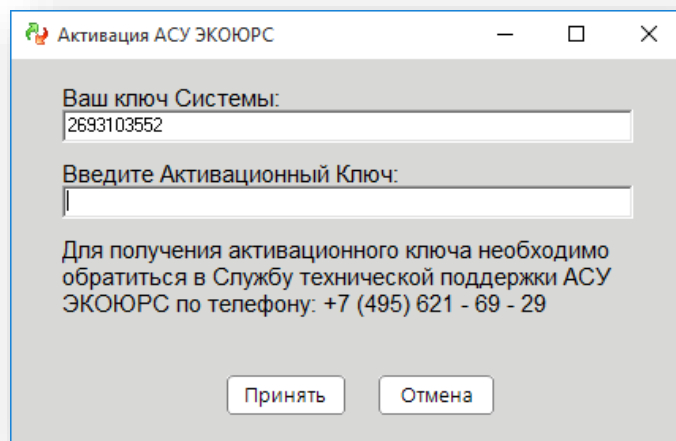 Активация АСУ ЭКОЮРС
Ваш ключ Системы:
2693103552
Введите Активационный Ключ:
Для получения активационного ключа необходимо
обратиться в Службу технической поддержки АСУ
ЭКОЮРС по телефону: +7 (495) 621 - 69 - 29
Принять Отмена